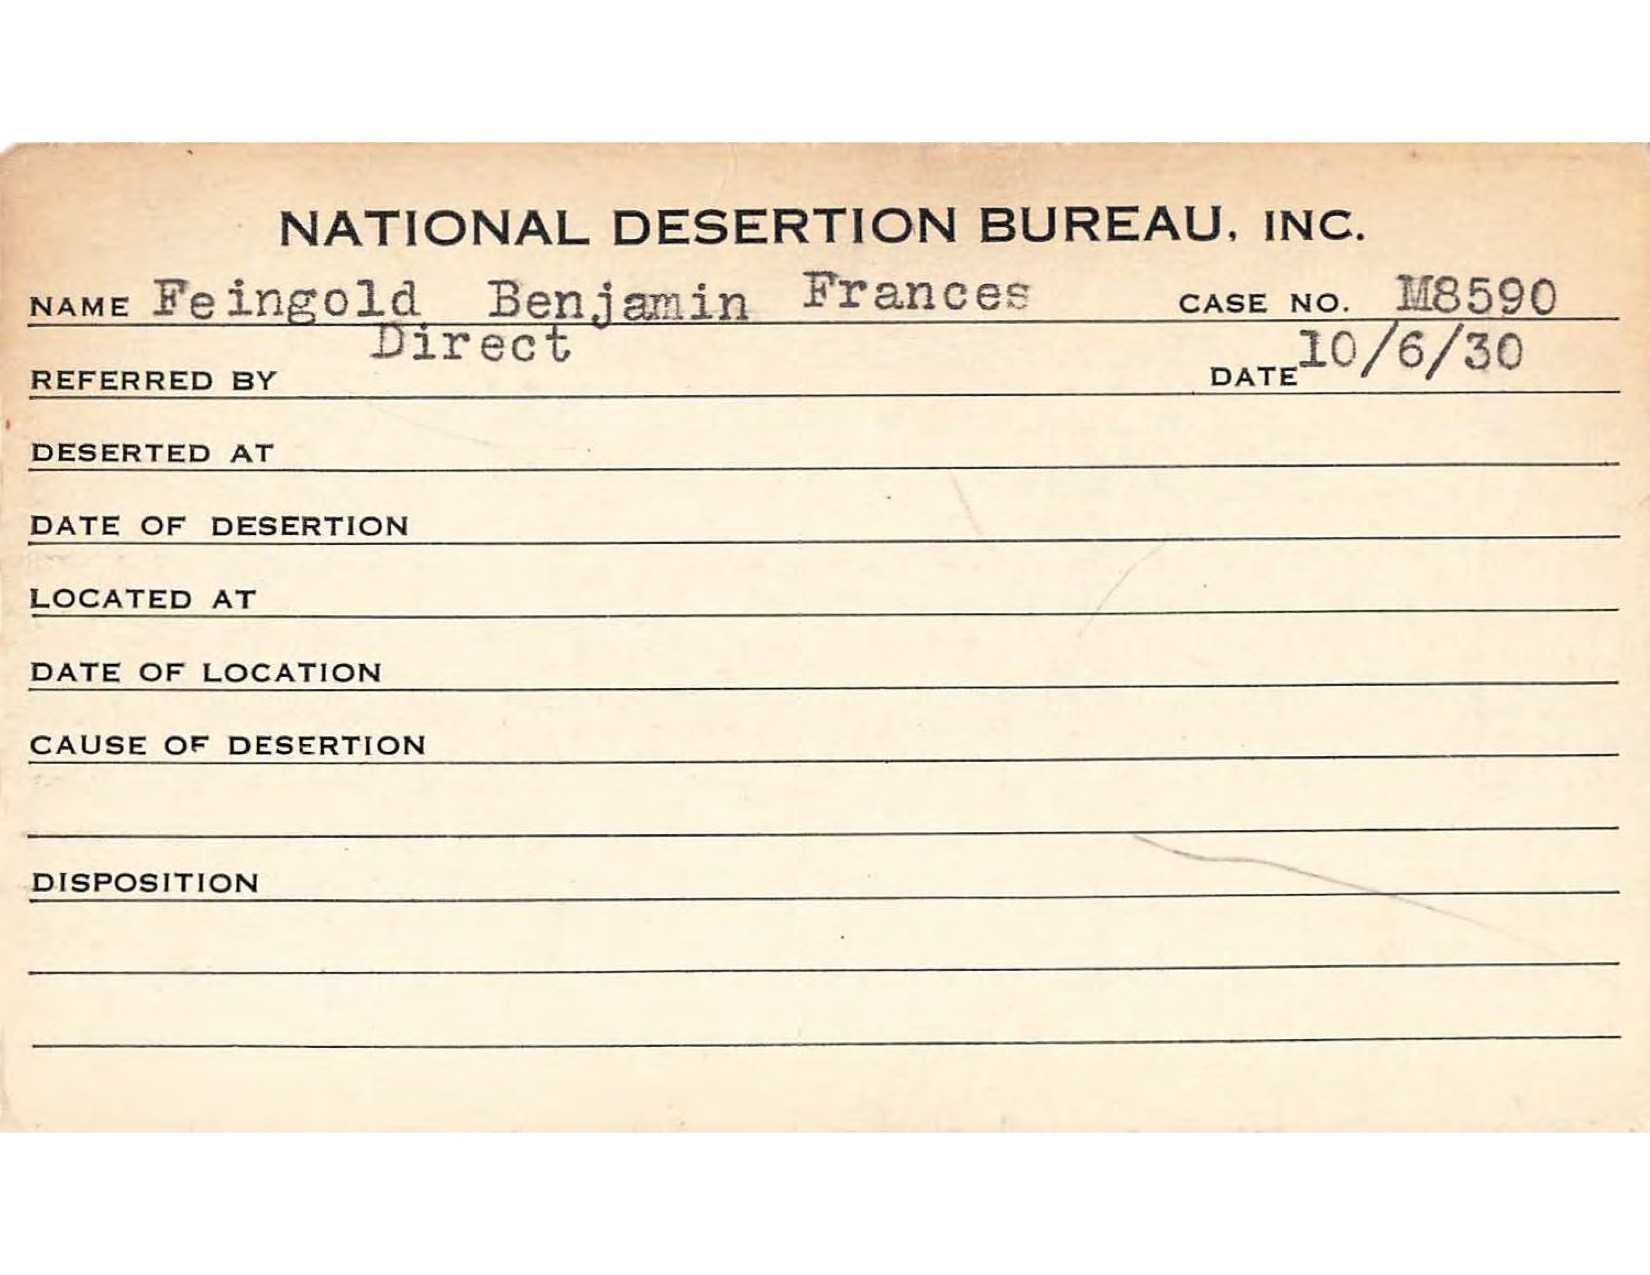 NATIONAL DESERTION BUREAU, INC.
NAME Feingold Benjamin Frances CASE NO. M8590
REFERRED BY Direct DATE 10/6/30
DESERTED AT
DATE OF DESERTION
LOCATED AT
DATE OF LOCATION
CAUSE OF DESERTION
DISPOSITION